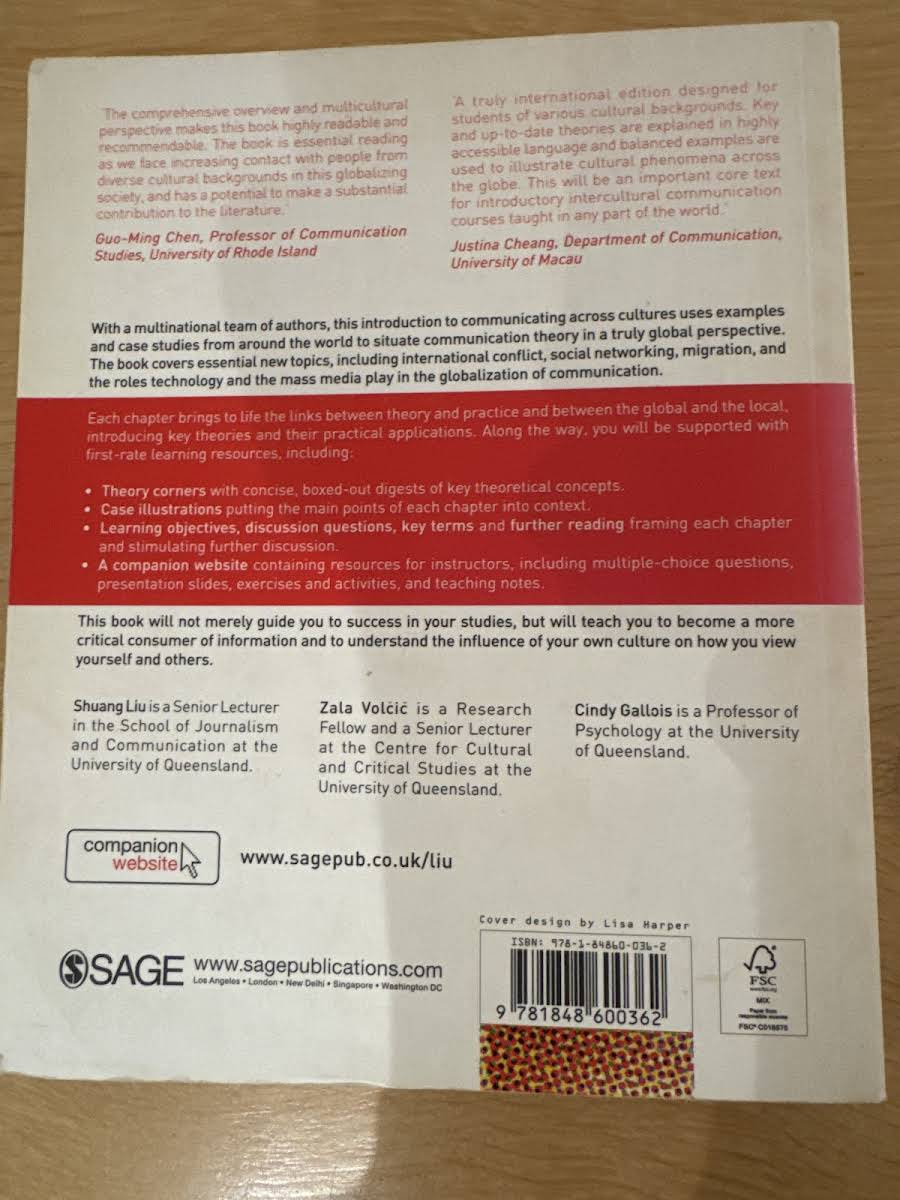 'The comprehensive overview and multicultural
perspective makes this book highly readable and
recommendable. The book is essential reading
as we face increasing contact with people from
diverse cultural backgrounds in this globalizing
society, and has a potential to make a substantial
contribution to the literature.'
Guo-Ming Chen, Professor of Communication
Studies, University of Rhode Island
'A truly international edition designed for
students of various cultural backgrounds. Key
and up-to-date theories are explained in highly
accessible language and balanced examples are
used to illustrate cultural phenomena across
the globe. This will be an important core text
for introductory intercultural communication
courses taught in any part of the world.'
Justina Cheang, Department of Communication,
University of Macau
With a multinational team of authors, this introduction to communicating across cultures uses examples
and case studies from around the world to situate communication theory in a truly global perspective.
The book covers essential new topics, including international conflict, social networking, migration, and
the roles technology and the mass media play in the globalization of communication.
Each chapter brings to life the links between theory and practice and between the global and the local,
introducing key theories and their practical applications. Along the way, you will be supported with
first-rate learning resources, including:
• Theory corners with concise, boxed-out digests of key theoretical concepts.
• Case illustrations putting the main points of each chapter into context.
• Learning objectives, discussion questions, key terms and further reading framing each chapter
and stimulating further discussion.
• A companion website containing resources for instructors, including multiple-choice questions,
presentation slides, exercises and activities, and teaching notes.
This book will not merely guide you to success in your studies, but will teach you to become a more
critical consumer of information and to understand the influence of your own culture on how you view
yourself and others.
Shuang Liu is a Senior Lecturer
in the School of Journalism
and Communication at the
University of Queensland.
Zala Volčič is a Research
Fellow and a Senior Lecturer
at the Centre for Cultural
and Critical Studies at the
University of Queensland.
Cindy Gallois is a Professor of
Psychology at the University
of Queensland.
companion
website
www.sagepub.co.uk/liu
SAGE www.sagepublications.com
Los Angeles • London • New Delhi • Singapore • Washington DC
Cover design by Lisa Harper
ISBN: 978-1-84860-036-2
9 781848 600362
FSC
www.fsc.org
MIX
Paper from
responsible sources
FSC® C018575